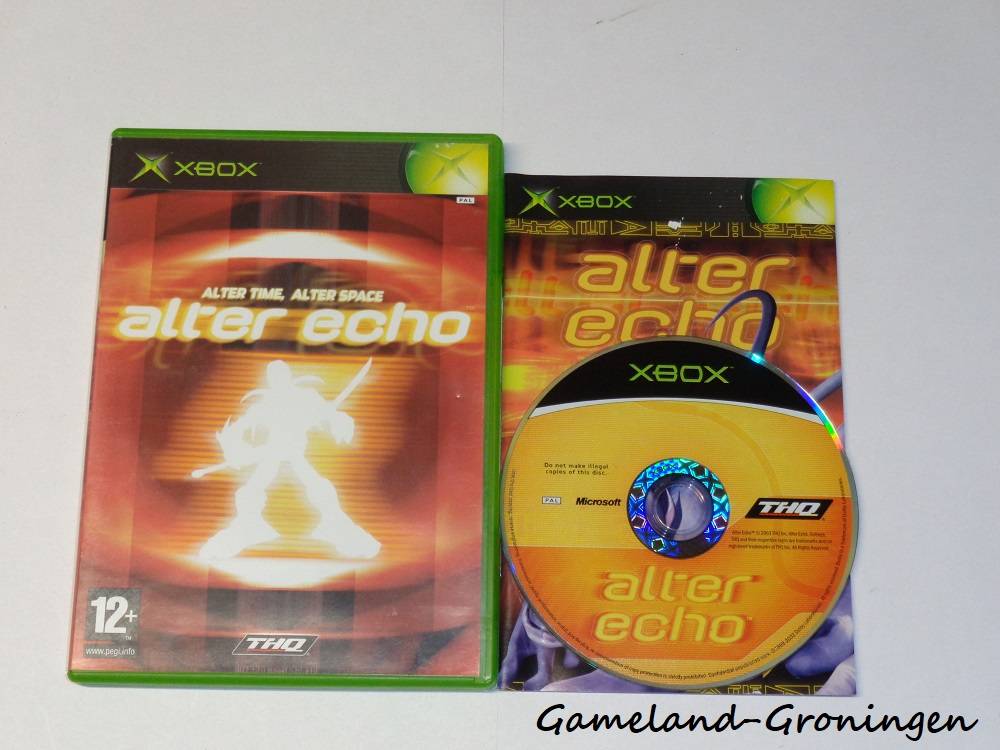 XBOX
PAL
ALTER TIME, ALTER SPACE
alter echo
12+
www.pegi.info
THQ
XBOX
alter
echo
XBOX
Do not make illegal
copies of this disc.
PAL
Microsoft
THQ
alter
echo
Gameland-Groningen